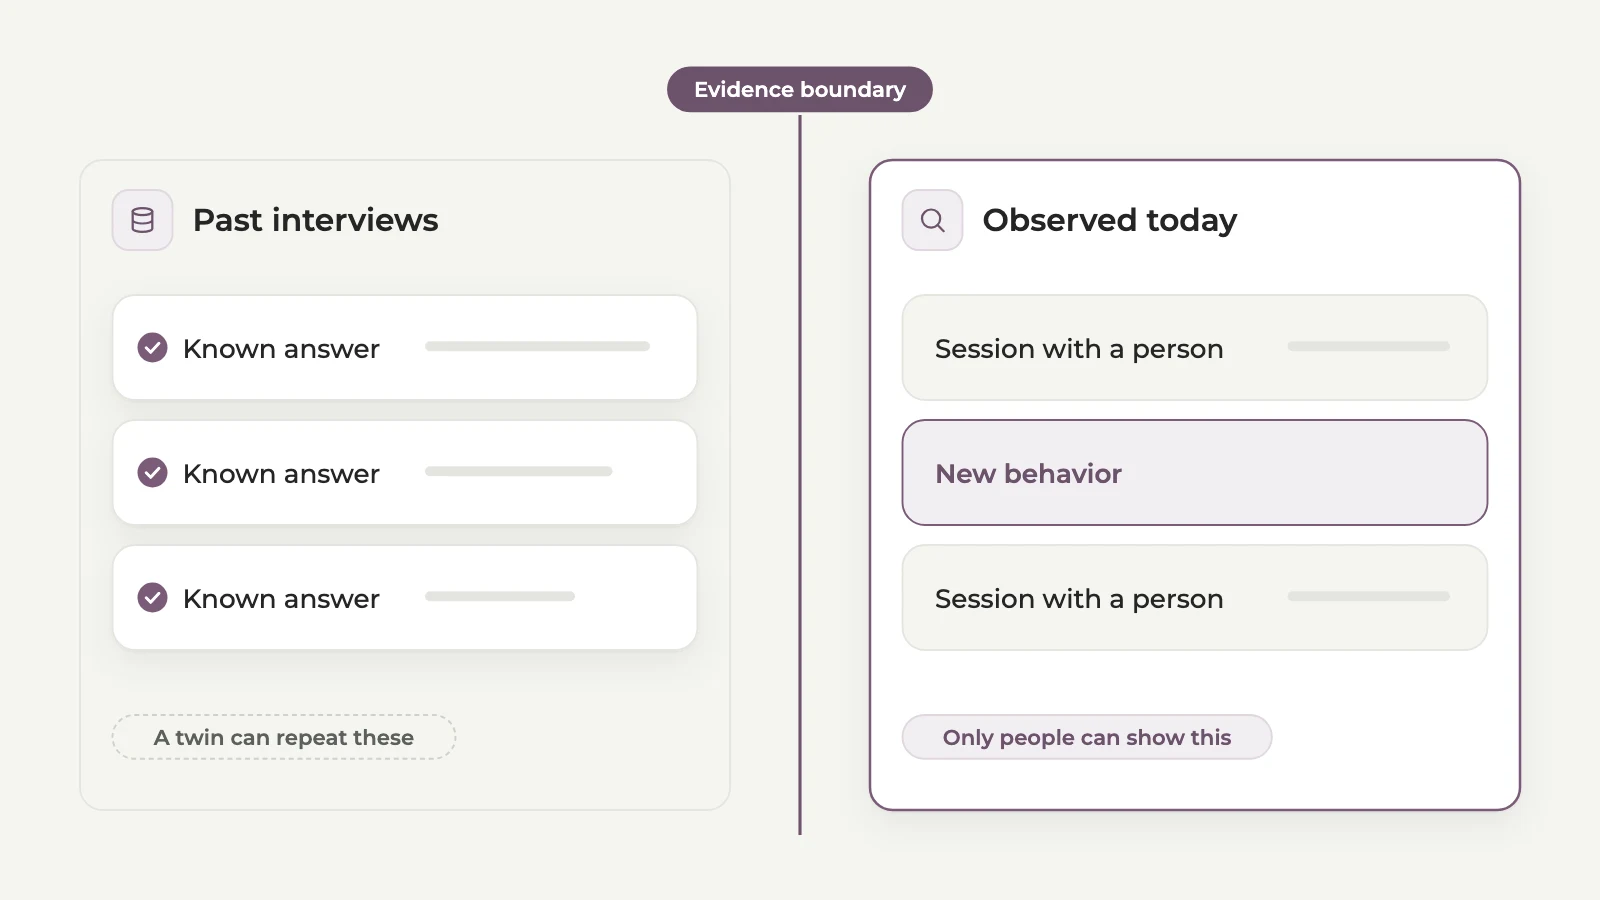 Evidence boundary
Past interviews
Known answer
Known answer
Known answer
A twin can repeat these
Observed today
Session with a person
New behavior
Session with a person
Only people can show this